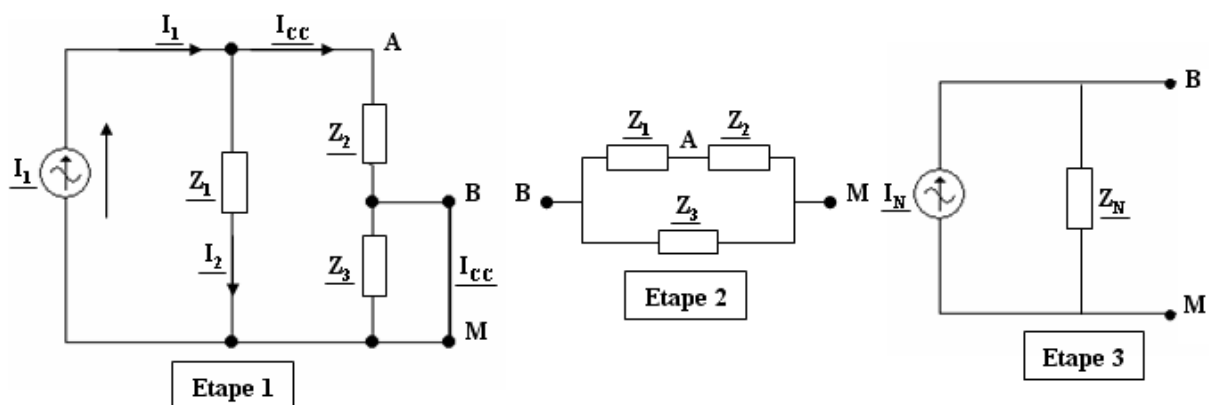 I1 ICC A
Z2
I1 Z1 B
I2 Z3 ICC
M
Etape 1
Z1 A Z2
B M
Z3
Etape 2
B
IN ZN
M
Etape 3